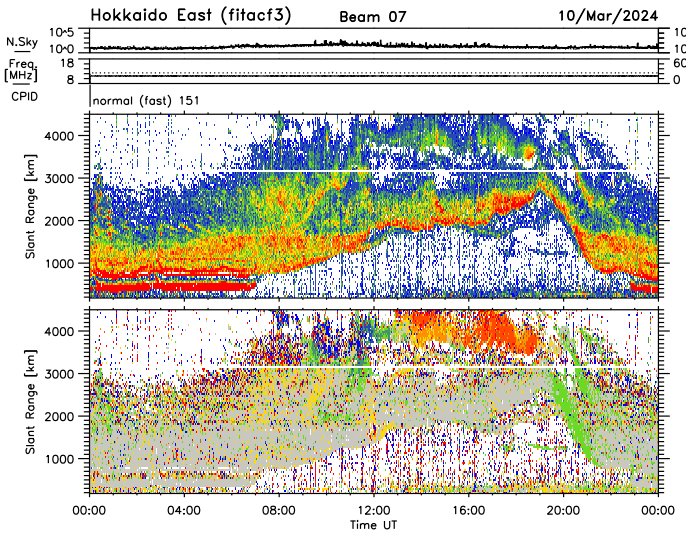 Hokkaido East (fitacf3) Beam 07 10/Mar/2024
N.Sky 10^5 10^0 10 10
Freq. [MHz] 18 8 60 0
CPID normal (fast) 151
Slant Range [km] 4000 3000 2000 1000
Slant Range [km] 4000 3000 2000 1000
00:00 04:00 08:00 12:00 16:00 20:00 00:00
Time UT